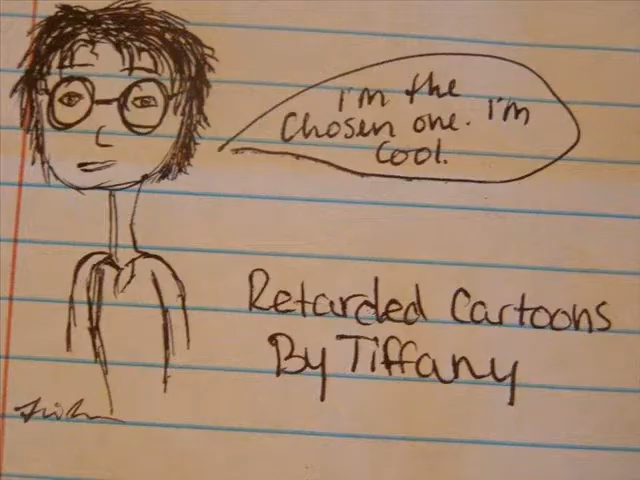 I'm the
Chosen one. I'm
Cool.
Retarded Cartoons
By Tiffany